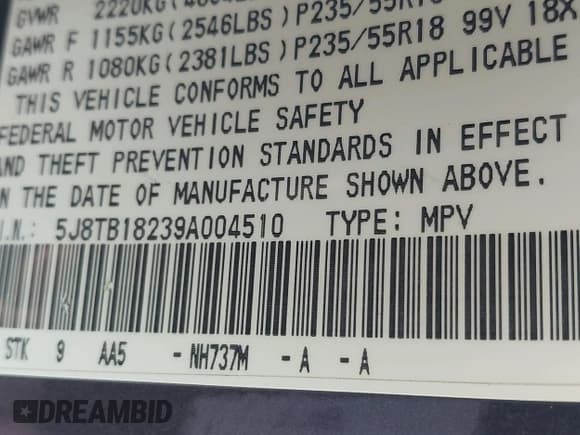 GVWR 2220KG(
GAWR F 1155KG(2546LBS)P235/55R18
GAWR R 1080KG(2381LBS)P235/55R18 99V 18X
THIS VEHICLE CONFORMS TO ALL APPLICABLE
FEDERAL MOTOR VEHICLE SAFETY
AND THEFT PREVENTION STANDARDS IN EFFECT
N THE DATE OF MANUFACTURE SHOWN ABOVE.
I.N.: 5J8TB18239A004510 TYPE: MPV
STK 9 AA5 - NH737M - A - A
DREAMBID